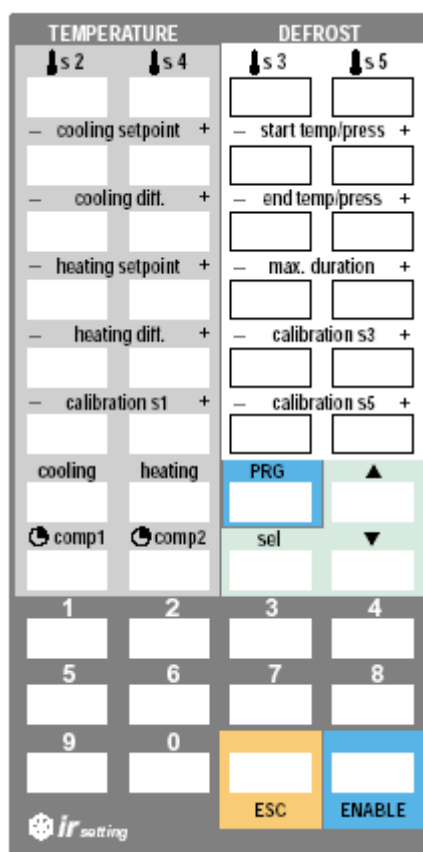 TEMPERATURE DEFROST
s 2 s 4 s 3 s 5
– cooling setpoint + – start temp/press +
– cooling diff. + – end temp/press +
– heating setpoint + – max. duration +
– heating diff. + – calibration s3 +
– calibration s1 + – calibration s5 +
cooling heating PRG ▲
comp1 comp2 sel ▼
1 2 3 4
5 6 7 8
9 0
ESC ENABLE
ir setting